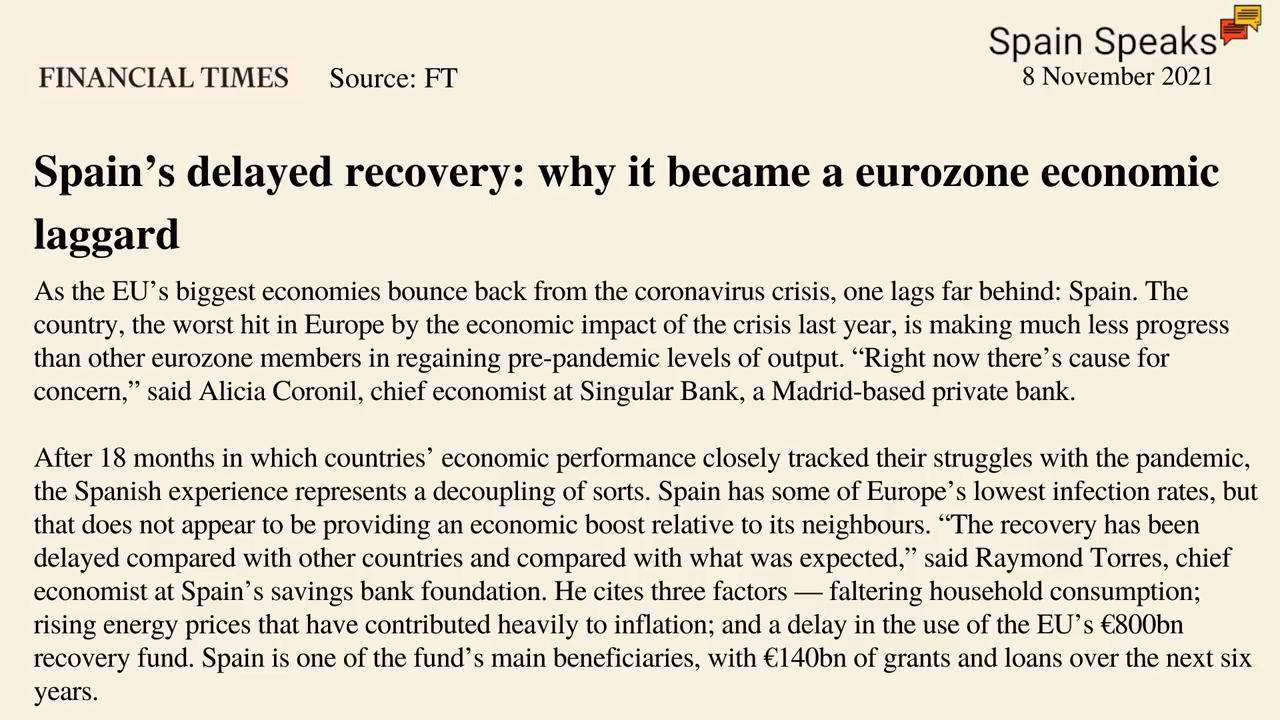 Spain Speaks
FINANCIAL TIMES Source: FT 8 November 2021
Spain’s delayed recovery: why it became a eurozone economic
laggard
As the EU’s biggest economies bounce back from the coronavirus crisis, one lags far behind: Spain. The
country, the worst hit in Europe by the economic impact of the crisis last year, is making much less progress
than other eurozone members in regaining pre-pandemic levels of output. “Right now there’s cause for
concern,” said Alicia Coronil, chief economist at Singular Bank, a Madrid-based private bank.
After 18 months in which countries’ economic performance closely tracked their struggles with the pandemic,
the Spanish experience represents a decoupling of sorts. Spain has some of Europe’s lowest infection rates, but
that does not appear to be providing an economic boost relative to its neighbours. “The recovery has been
delayed compared with other countries and compared with what was expected,” said Raymond Torres, chief
economist at Spain’s savings bank foundation. He cites three factors — faltering household consumption;
rising energy prices that have contributed heavily to inflation; and a delay in the use of the EU’s €800bn
recovery fund. Spain is one of the fund’s main beneficiaries, with €140bn of grants and loans over the next six
years.